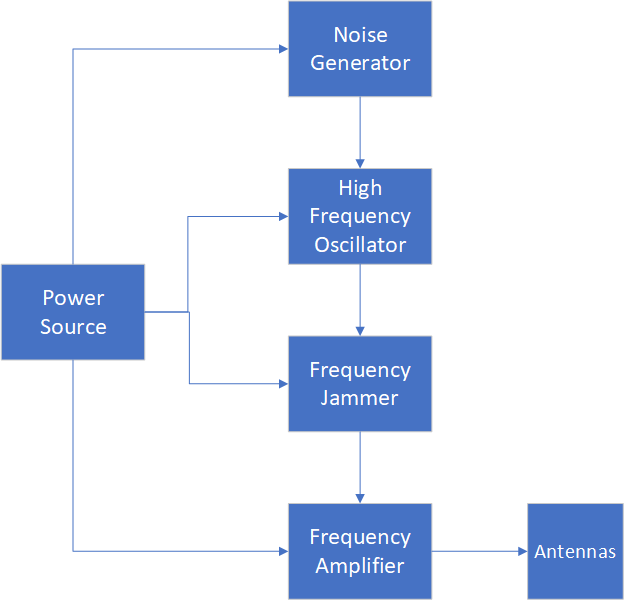 Noise
Generator
High
Frequency
Oscillator
Power
Source
Frequency
Jammer
Frequency
Amplifier
Antennas